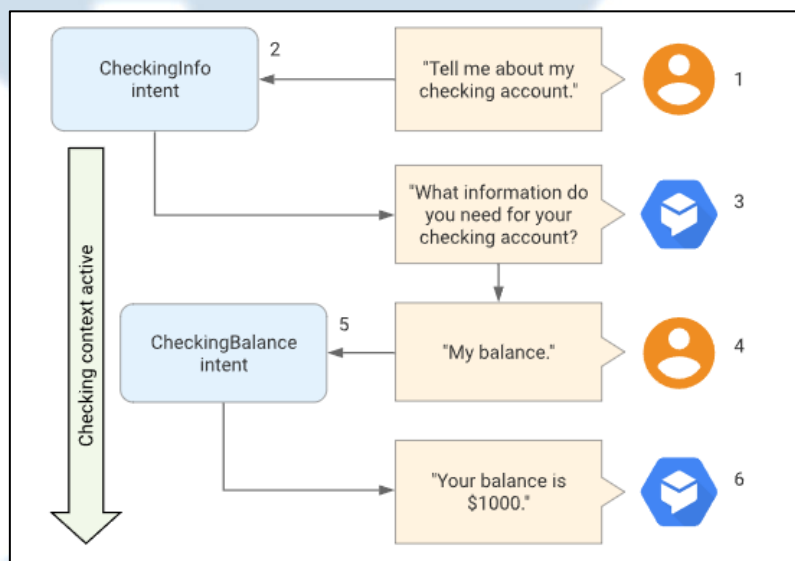 CheckingInfo
intent
2
"Tell me about my
checking account."
1
"What information do
you need for your
checking account?
3
Checking context active
CheckingBalance
intent
5
"My balance."
4
"Your balance is
$1000."
6